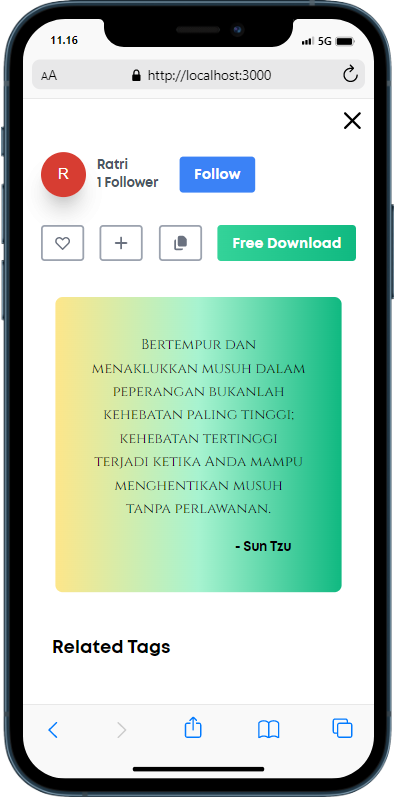 11.16
5G
AA
http://localhost:3000
R
Ratri
1 Follower
Follow
Free Download
Bertempur dan
menaklukkan musuh dalam
peperangan bukanlah
kehebatan paling tinggi;
kehebatan tertinggi
terjadi ketika Anda mampu
menghentikan musuh
tanpa perlawanan.
- Sun Tzu
Related Tags